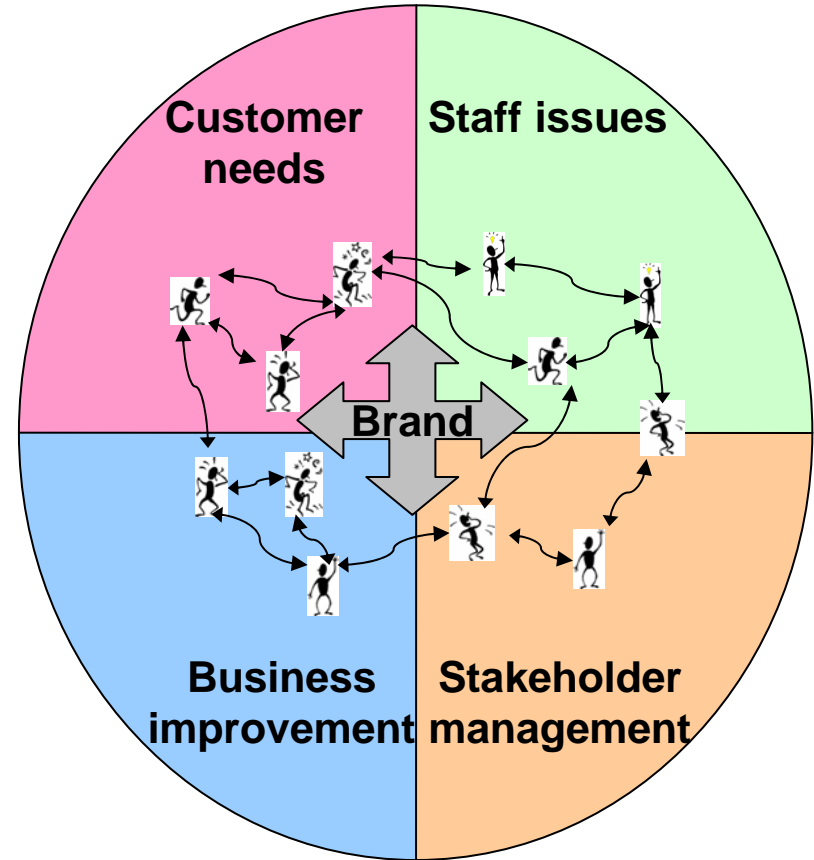 Customer
needs
Staff issues
Brand
Business
improvement
Stakeholder
management